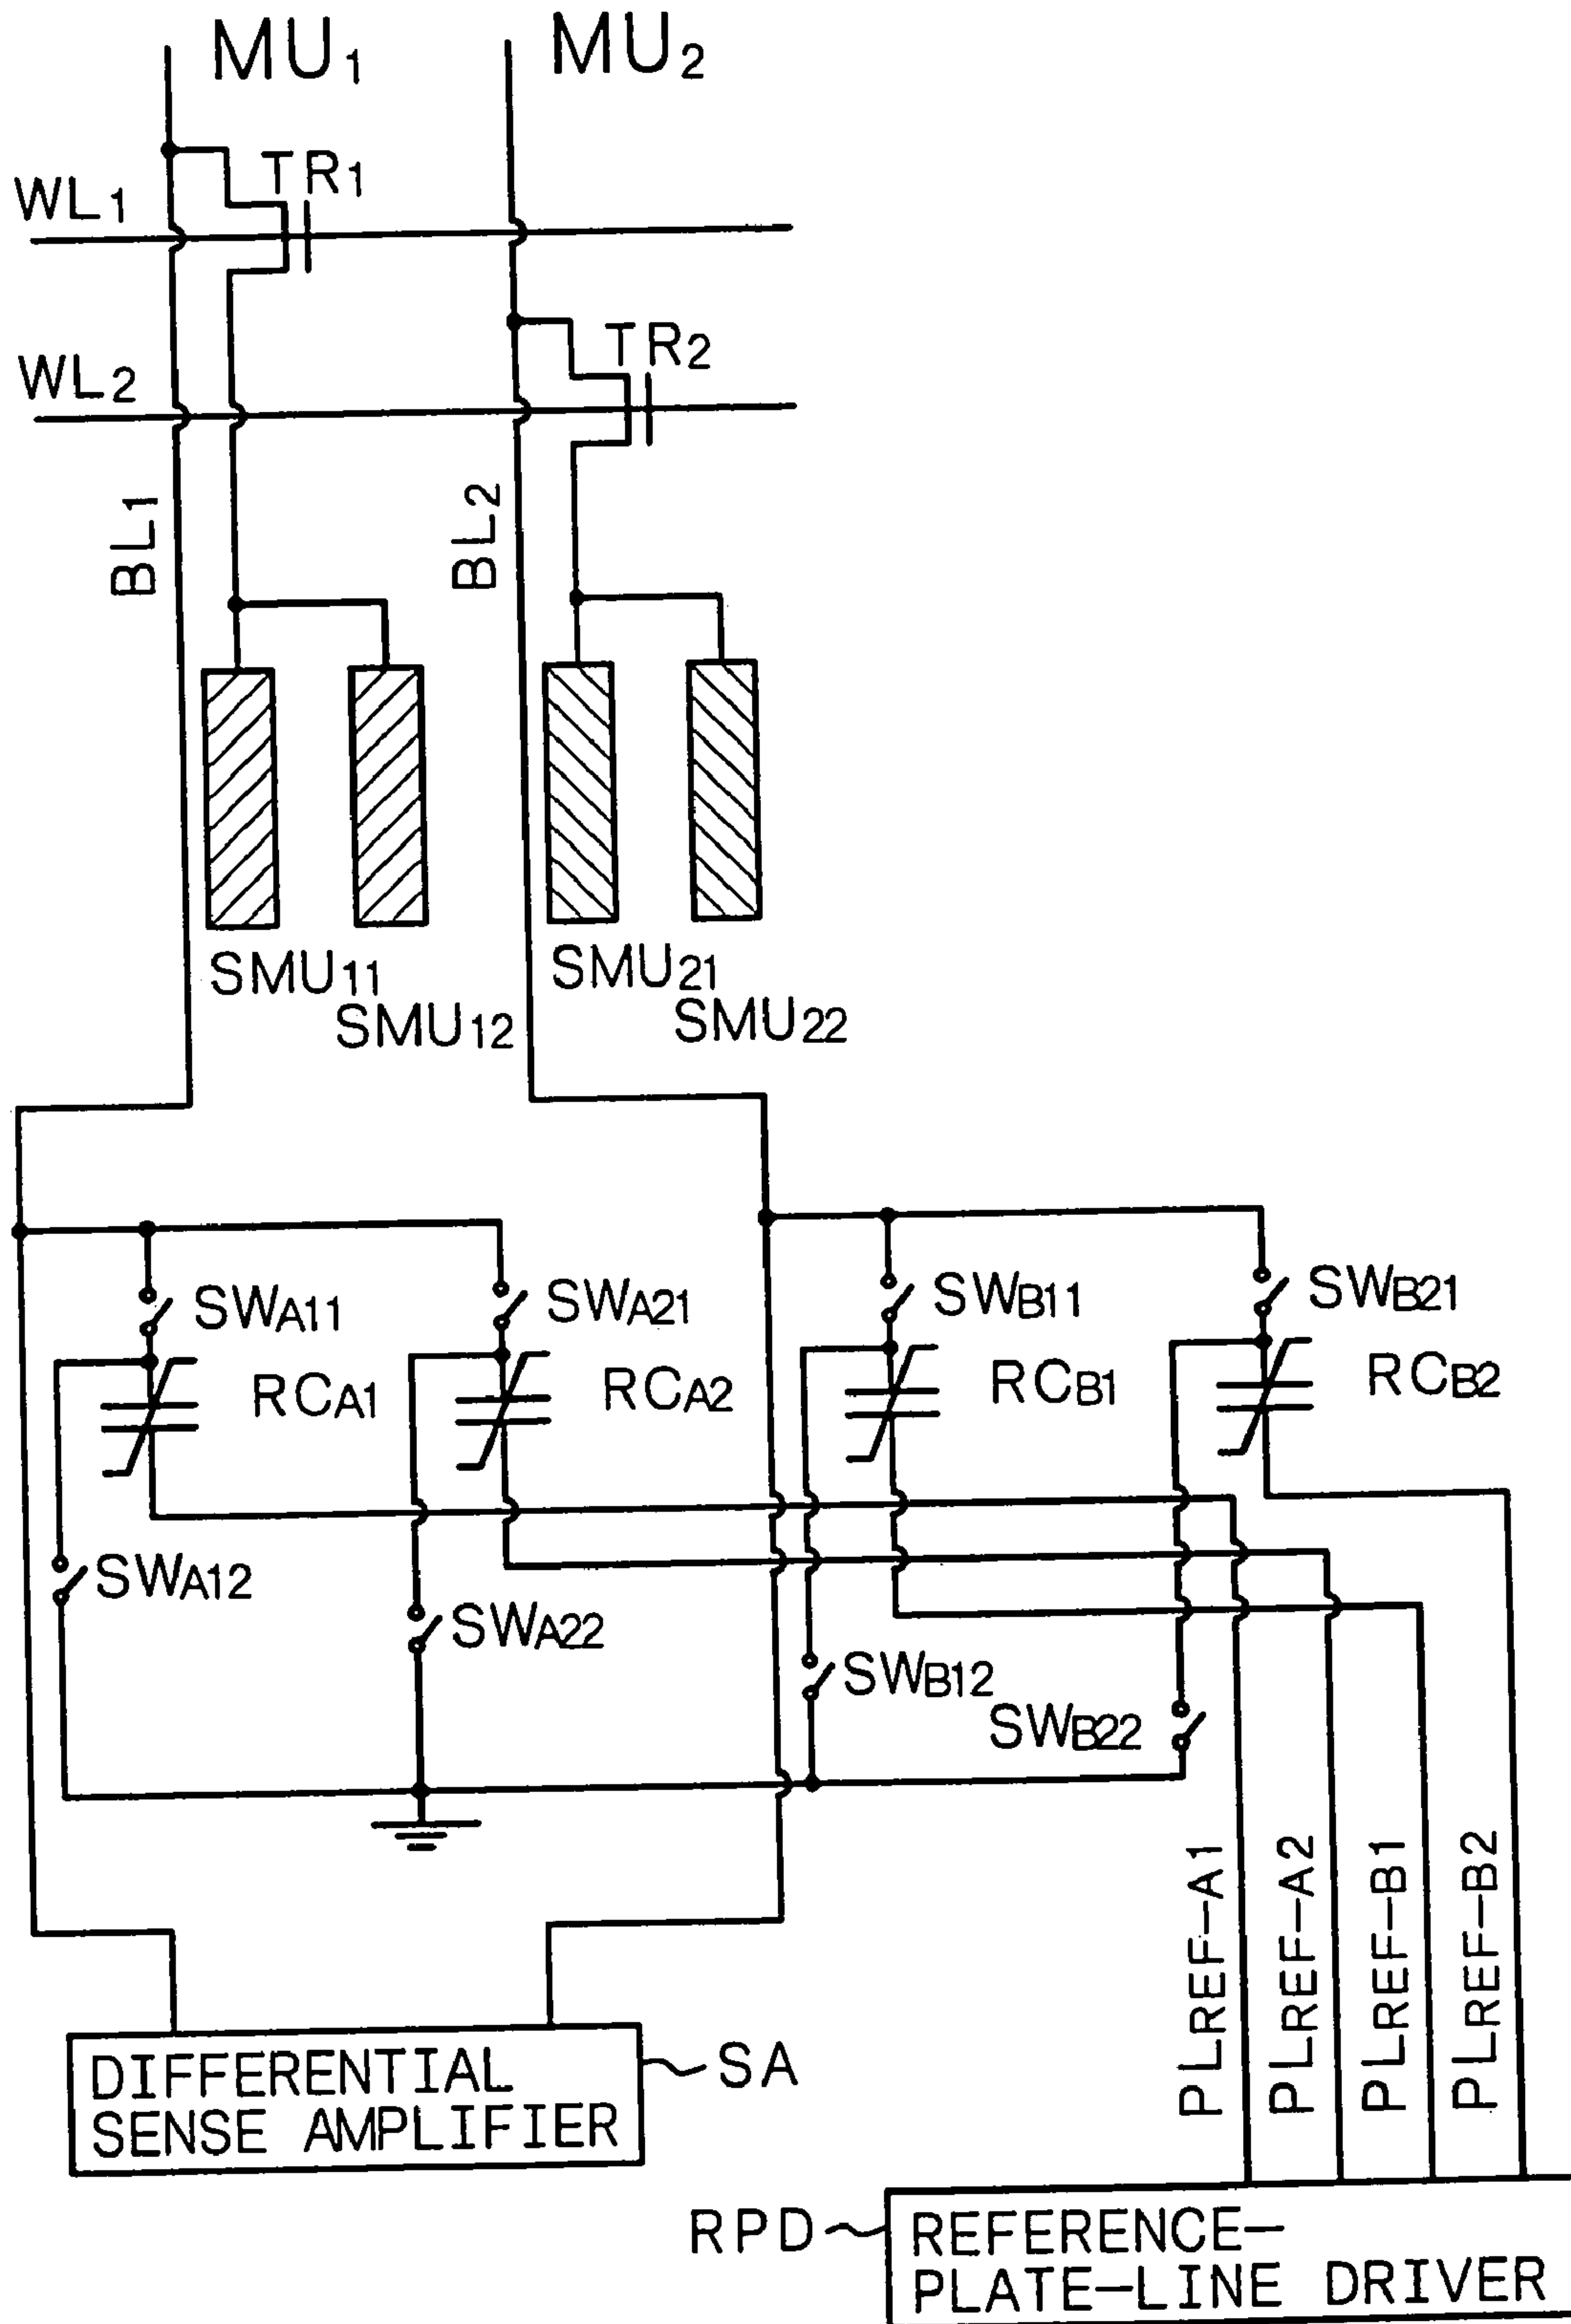 MU1 MU2
WL1 TR1
WL2 TR2
BL1 BL2
SMU11 SMU21
SMU12 SMU22
SWA11 SWA21 SWB11 SWB21
RCA1 RCA2 RCB1 RCB2
SWA12 SWA22 SWB12
SWB22
PLREF-A1
PLREF-A2
PLREF-B1
PLREF-B2
DIFFERENTIAL
SENSE AMPLIFIER
SA
RPD
REFERENCE-
PLATE-LINE DRIVER